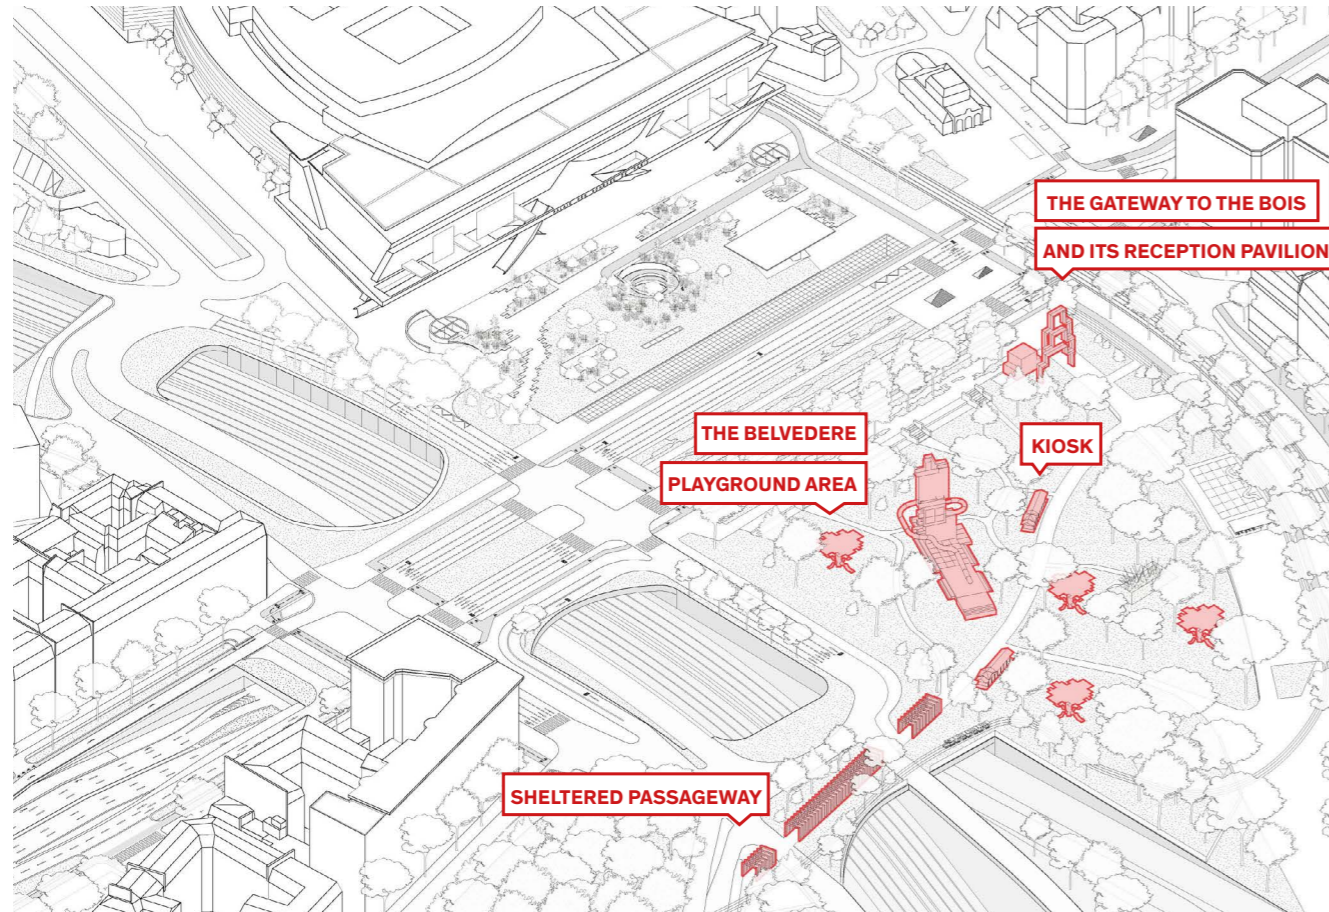 THE GATEWAY TO THE BOIS
AND ITS RECEPTION PAVILION
THE BELVEDERE
PLAYGROUND AREA
KIOSK
SHELTERED PASSAGEWAY